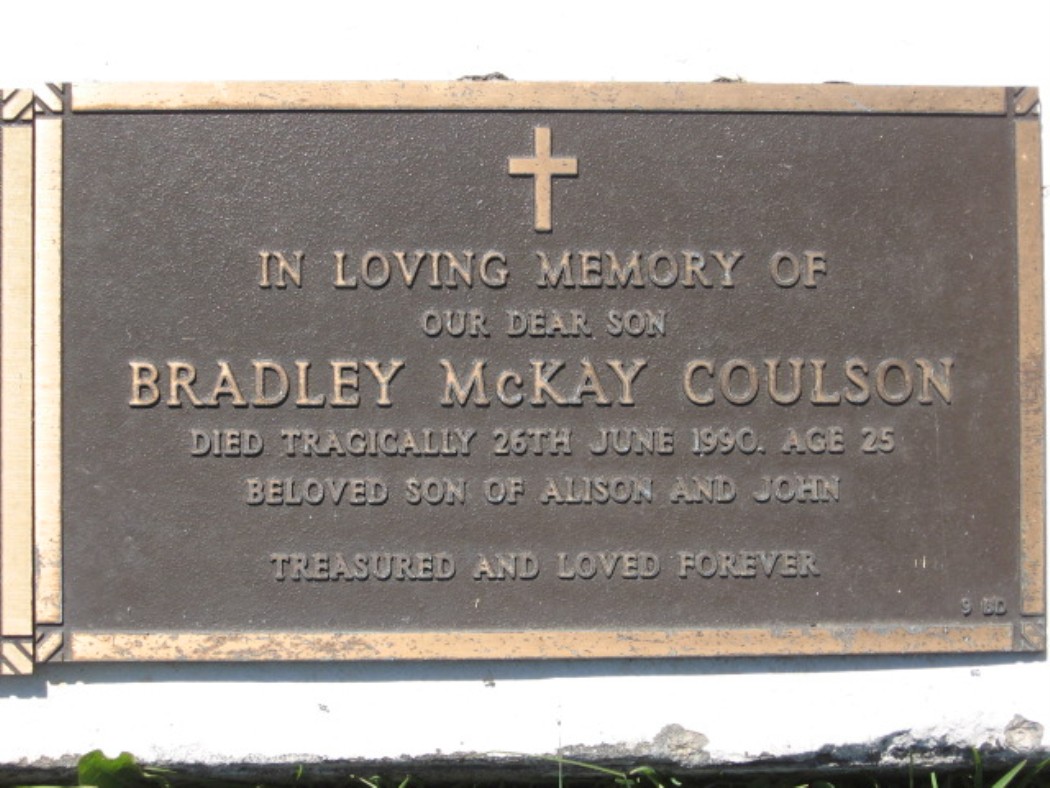 IN LOVING MEMORY OF
OUR DEAR SON
BRADLEY McKAY COULSON
DIED TRAGICALLY 26TH JUNE 1990. AGE 25
BELOVED SON OF ALISON AND JOHN
TREASURED AND LOVED FOREVER
9 BD